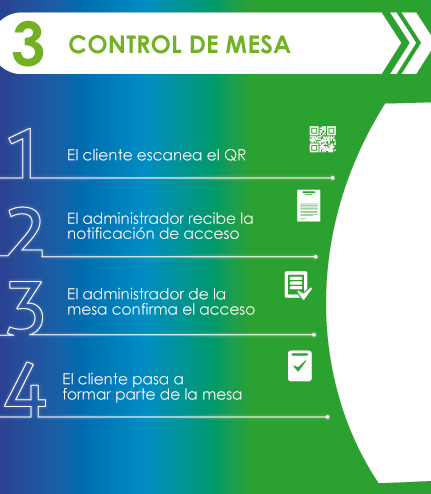 3 CONTROL DE MESA
1 El cliente escanea el QR
2 El administrador recibe la
notificación de acceso
3 El administrador de la
mesa confirma el acceso
4 El cliente pasa a
formar parte de la mesa